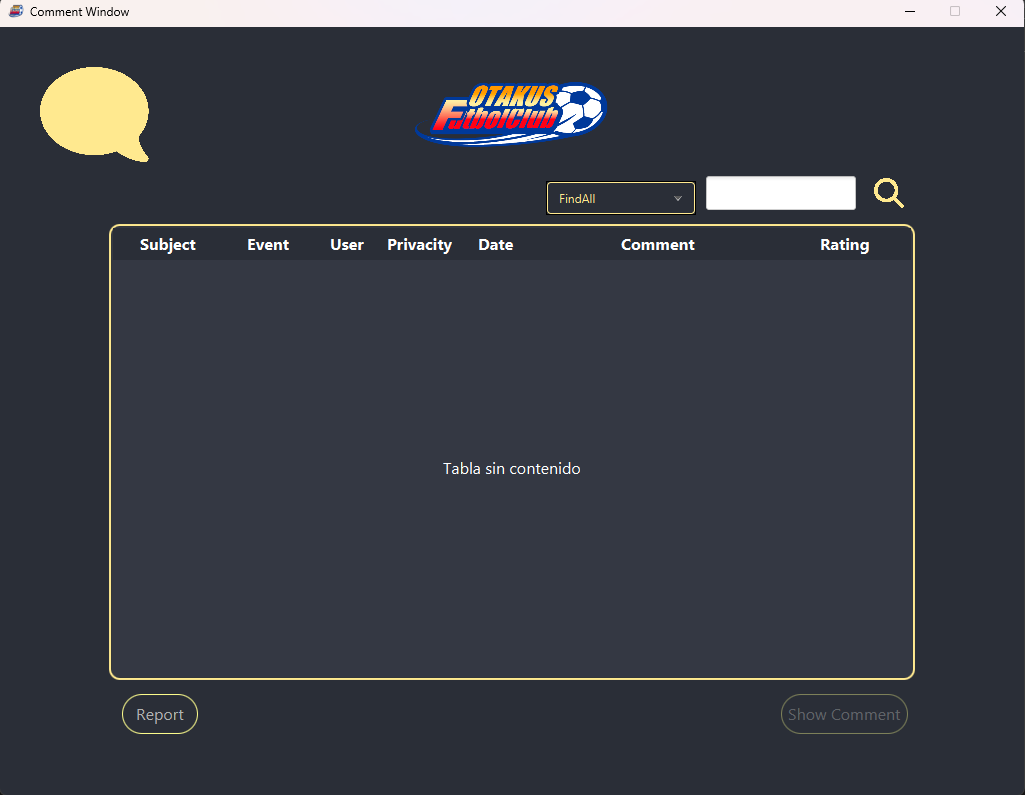 Comment Window
OTAKUS
FutbolClub
FindAll
Subject Event User Privacity Date Comment Rating
Tabla sin contenido
Report Show Comment